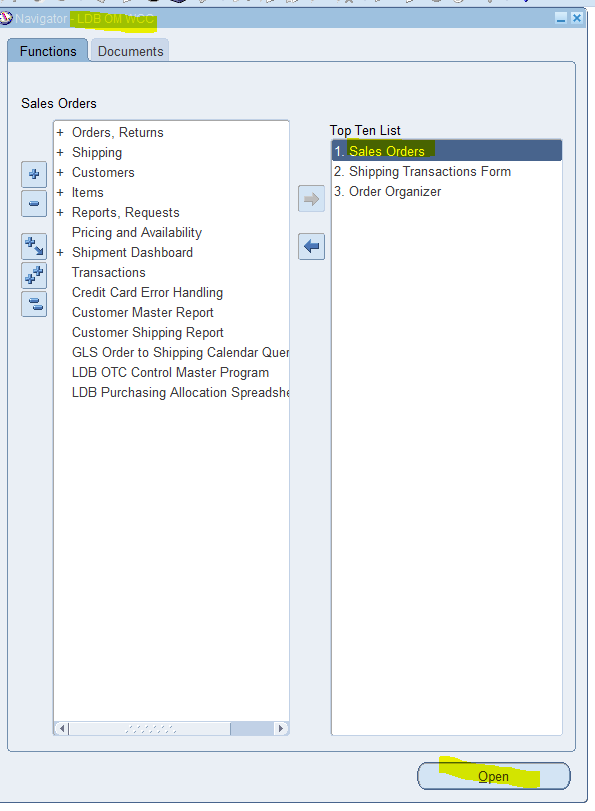 Navigator - LDB OM WCC
Functions
Documents
Sales Orders
+ Orders, Returns
+ Shipping
+ Customers
+ Items
+ Reports, Requests
Pricing and Availability
+ Shipment Dashboard
Transactions
Credit Card Error Handling
Customer Master Report
Customer Shipping Report
GLS Order to Shipping Calendar Quer
LDB OTC Control Master Program
LDB Purchasing Allocation Spreadshe
Top Ten List
1. Sales Orders
2. Shipping Transactions Form
3. Order Organizer
Open